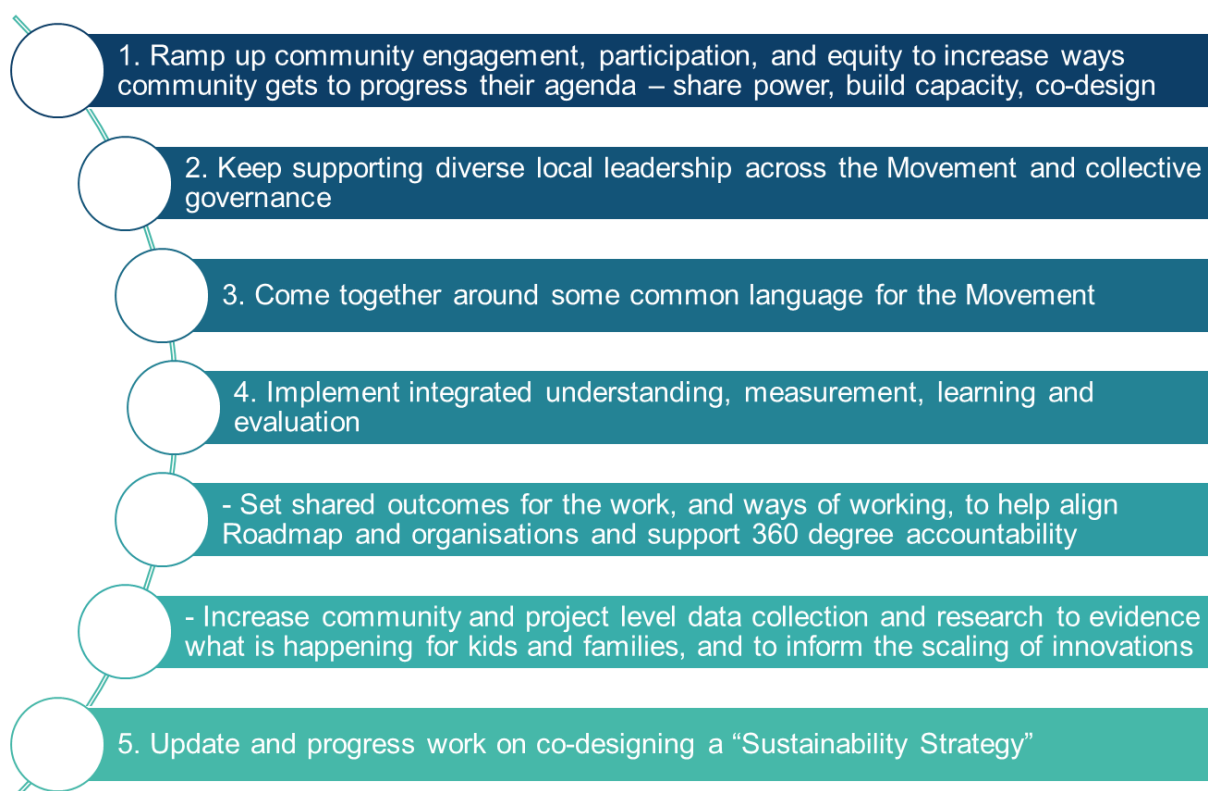 1. Ramp up community engagement, participation, and equity to increase ways
community gets to progress their agenda – share power, build capacity, co-design
2. Keep supporting diverse local leadership across the Movement and collective
governance
3. Come together around some common language for the Movement
4. Implement integrated understanding, measurement, learning and
evaluation
- Set shared outcomes for the work, and ways of working, to help align
Roadmap and organisations and support 360 degree accountability
- Increase community and project level data collection and research to evidence
what is happening for kids and families, and to inform the scaling of innovations
5. Update and progress work on co-designing a “Sustainability Strategy”